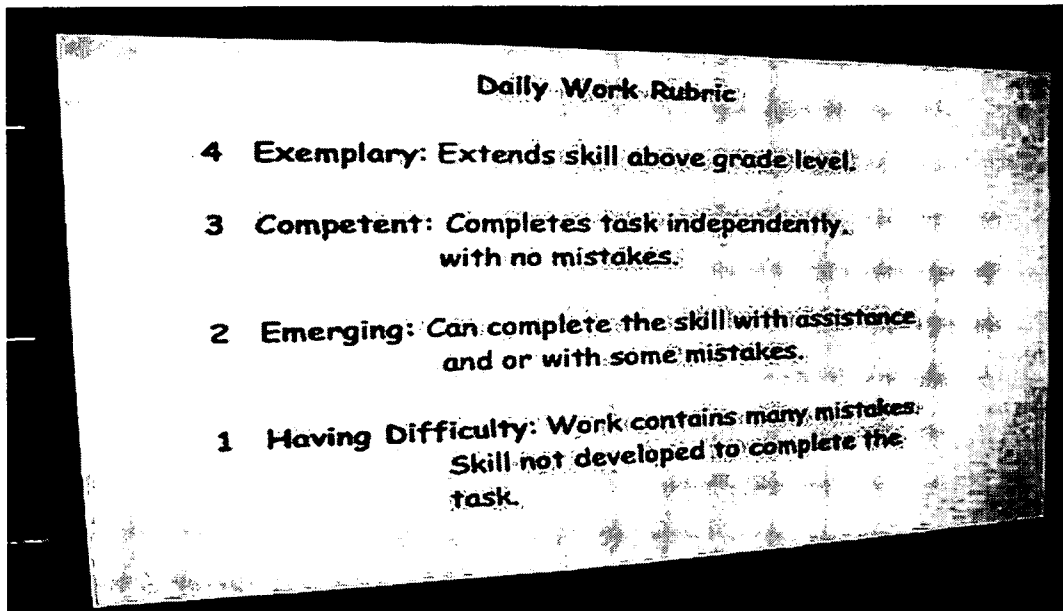 Daily Work Rubric
4 Exemplary: Extends skill above grade level.
3 Competent: Completes task independently.
with no mistakes.
2 Emerging: Can complete the skill with assistance
and or with some mistakes.
1 Having Difficulty: Work contains many mistakes.
Skill not developed to complete the
task.